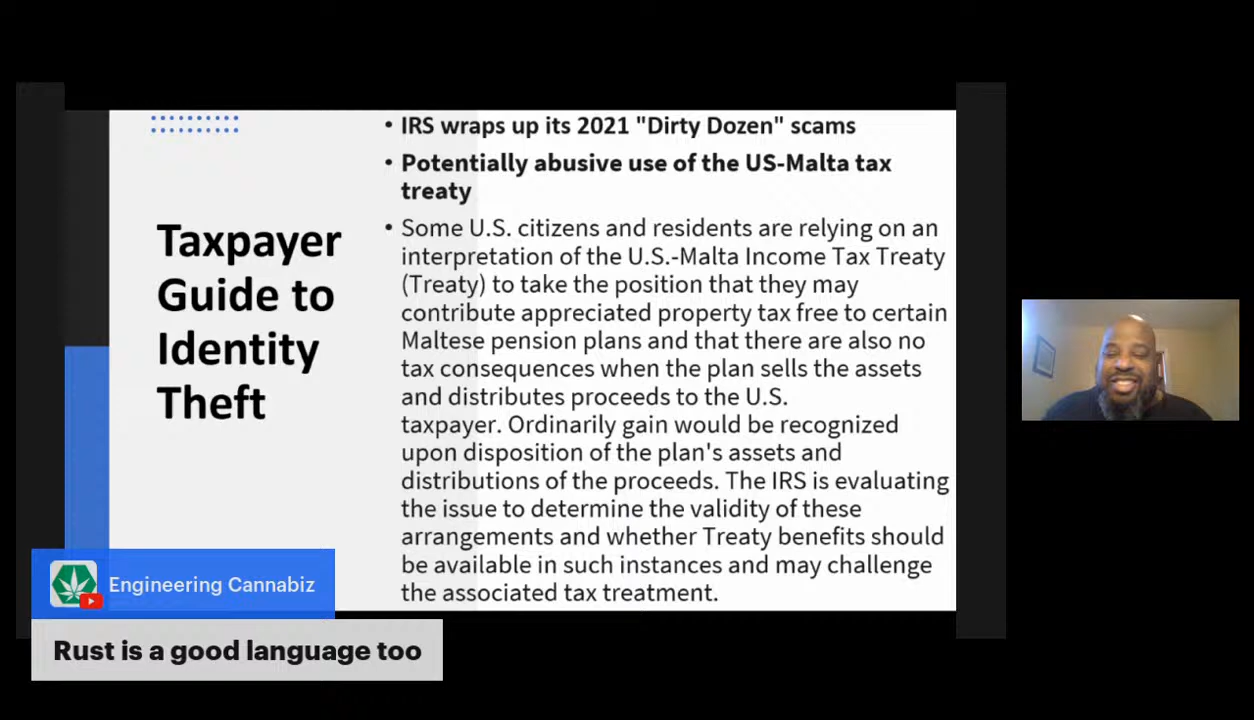 Taxpayer
Guide to
Identity
Theft
• IRS wraps up its 2021 "Dirty Dozen" scams
• Potentially abusive use of the US-Malta tax
treaty
• Some U.S. citizens and residents are relying on an
interpretation of the U.S.-Malta Income Tax Treaty
(Treaty) to take the position that they may
contribute appreciated property tax free to certain
Maltese pension plans and that there are also no
tax consequences when the plan sells the assets
and distributes proceeds to the U.S.
taxpayer. Ordinarily gain would be recognized
upon disposition of the plan's assets and
distributions of the proceeds. The IRS is evaluating
the issue to determine the validity of these
arrangements and whether Treaty benefits should
be available in such instances and may challenge
the associated tax treatment.
Engineering Cannabiz
Rust is a good language too